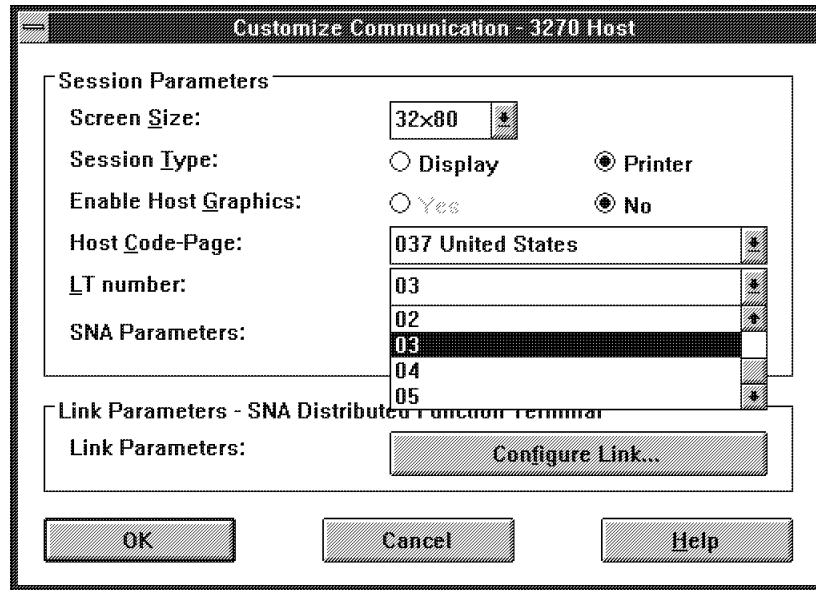 Customize Communication - 3270 Host
Session Parameters
Screen Size: 32x80
Session Type: Display Printer
Enable Host Graphics: Yes No
Host Code-Page: 037 United States
LT number: 03
02
SNA Parameters:
03
04
05
Link Parameters - SNA Distributed Function Terminal
Link Parameters: Configure Link...
OK Cancel Help